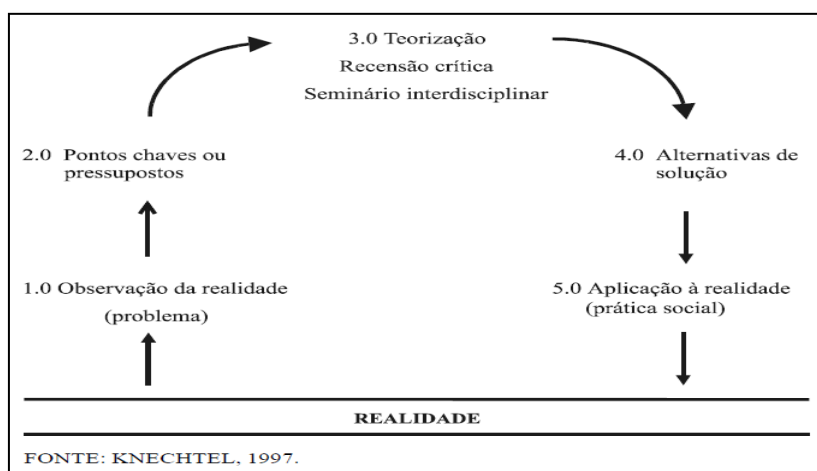 3.0 Teorização
Recensão crítica
Seminário interdisciplinar
2.0 Pontos chaves ou
pressupostos
4.0 Alternativas de
solução
1.0 Observação da realidade
(problema)
5.0 Aplicação à realidade
(prática social)
REALIDADE
FONTE: KNECHTEL, 1997.